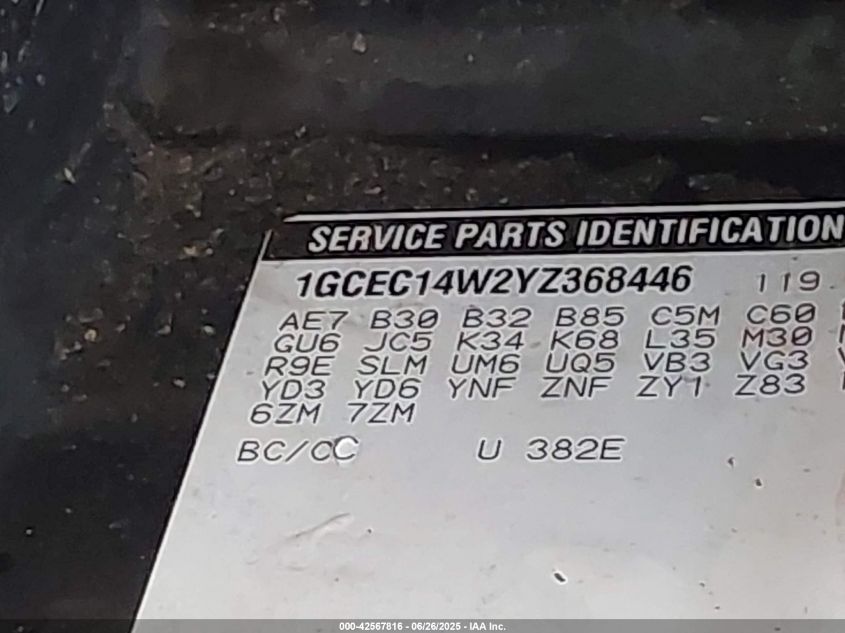 SERVICE PARTS IDENTIFICATION
1GCEC14W2YZ368446 119
AE7 B30 B32 B85 C5M C60
GU6 JC5 K34 K68 L35 M30
R9E SLM UM6 UQ5 VB3 VG3
YD3 YD6 YNF ZNF ZY1 Z83
6ZM 7ZM
BC/CC U 382E
000-42567816 - 06/26/2025 - IAA Inc.